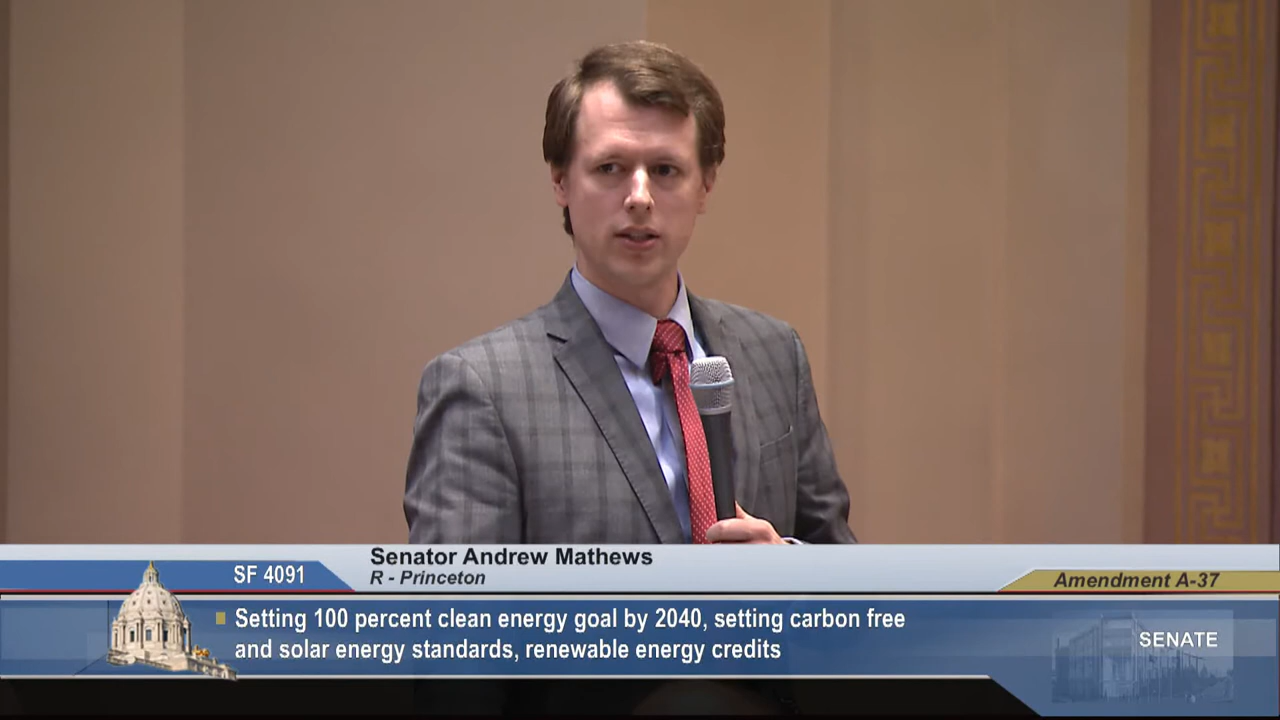 Senator Andrew Mathews
SF 4091
R - Princeton
Amendment A-37
Setting 100 percent clean energy goal by 2040, setting carbon free
and solar energy standards, renewable energy credits
SENATE